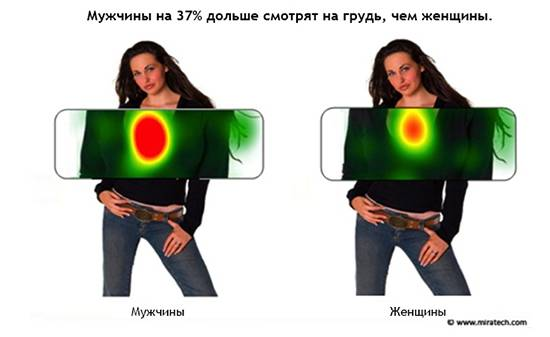 Мужчины на 37% дольше смотрят на грудь, чем женщины.
Мужчины
Женщины
© www.miratech.com